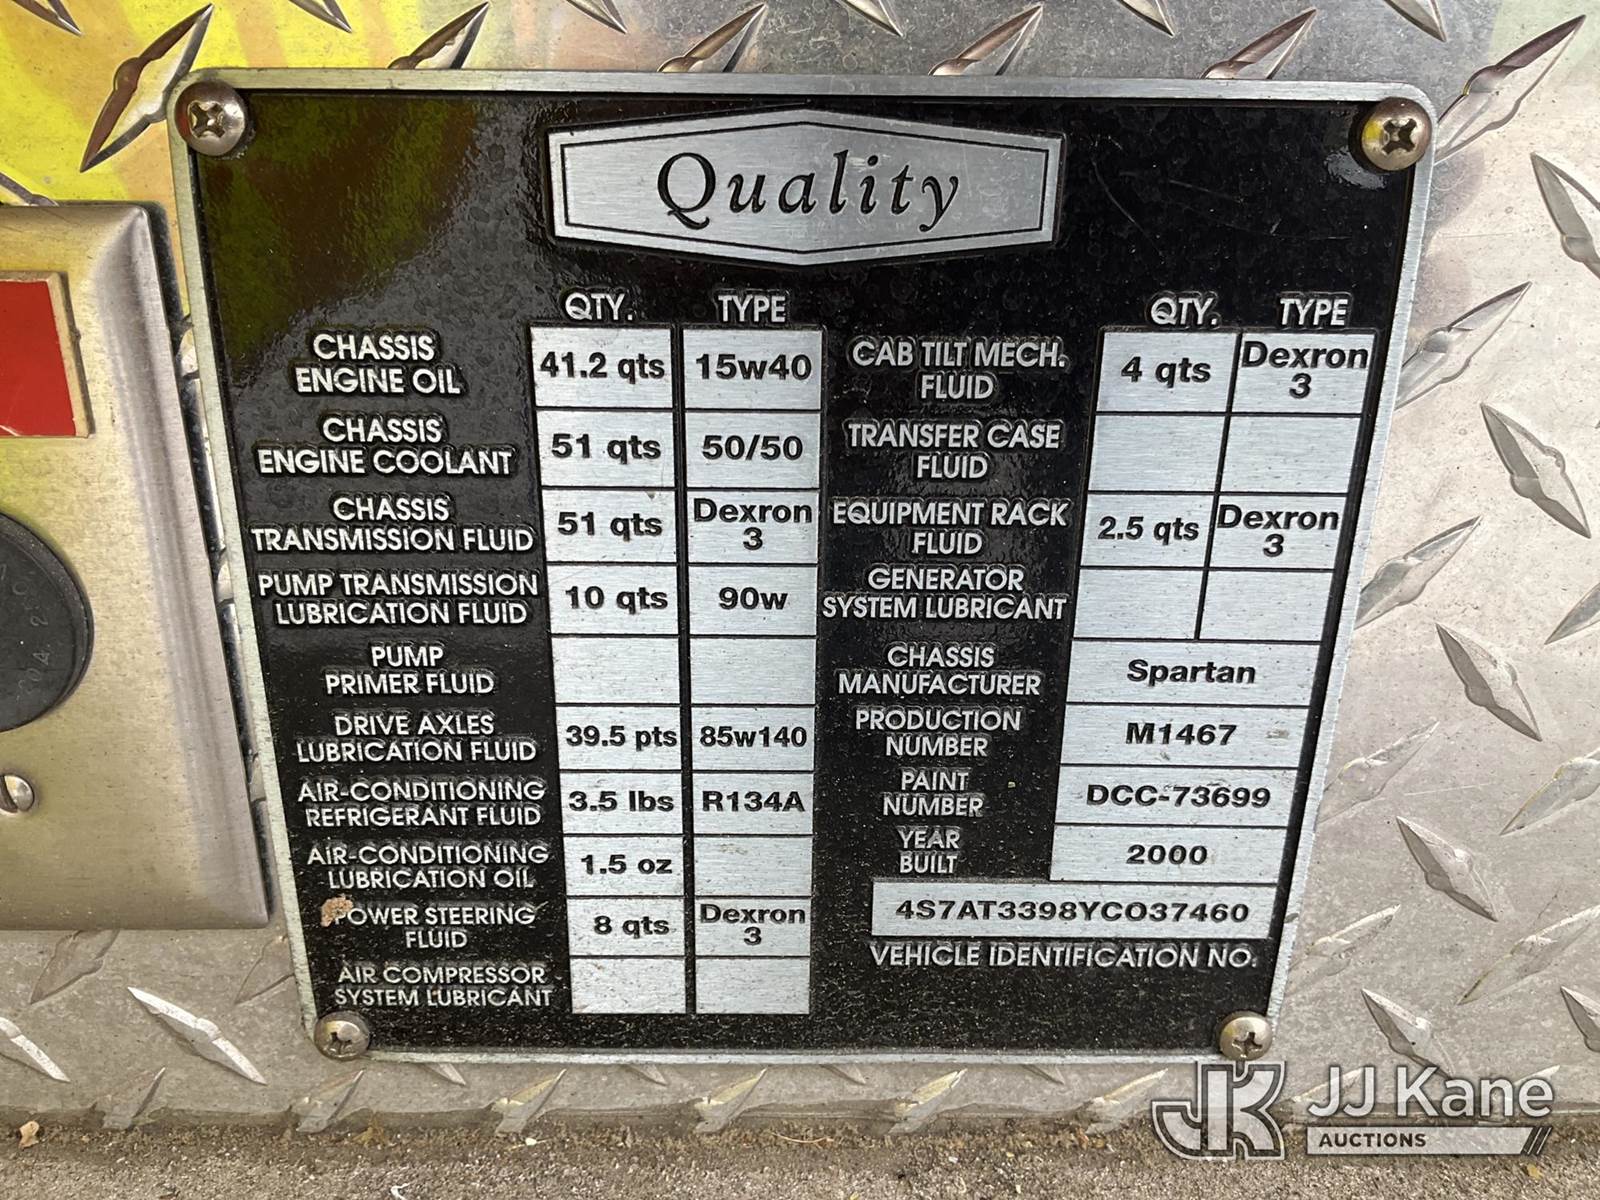 Quality
QTY. TYPE
CHASSIS
ENGINE OIL
41.2 qts 15w40
CHASSIS
ENGINE COOLANT
51 qts 50/50
CHASSIS
TRANSMISSION FLUID
51 qts Dexron
3
PUMP TRANSMISSION
LUBRICATION FLUID
10 qts 90w
PUMP
PRIMER FLUID
DRIVE AXLES
LUBRICATION FLUID
39.5 pts 85w140
AIR-CONDITIONING
REFRIGERANT FLUID
3.5 lbs R134A
AIR-CONDITIONING
LUBRICATION OIL
1.5 oz
POWER STEERING
FLUID
8 qts Dexron
3
AIR COMPRESSOR
SYSTEM LUBRICANT
QTY. TYPE
CAB TILT MECH.
FLUID
4 qts Dexron
3
TRANSFER CASE
FLUID
EQUIPMENT RACK
FLUID
2.5 qts Dexron
3
GENERATOR
SYSTEM LUBRICANT
CHASSIS
MANUFACTURER
Spartan
PRODUCTION
NUMBER
M1467
PAINT
NUMBER
DCC-73699
YEAR
BUILT
2000
4S7AT3398YCO37460
VEHICLE IDENTIFICATION NO.
JK JJ Kane
AUCTIONS